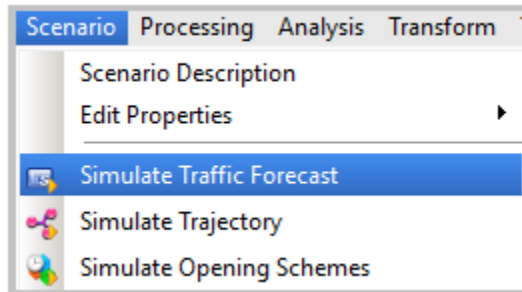 Scenario Processing Analysis Transform
Scenario Description
Edit Properties
Simulate Traffic Forecast
Simulate Trajectory
Simulate Opening Schemes